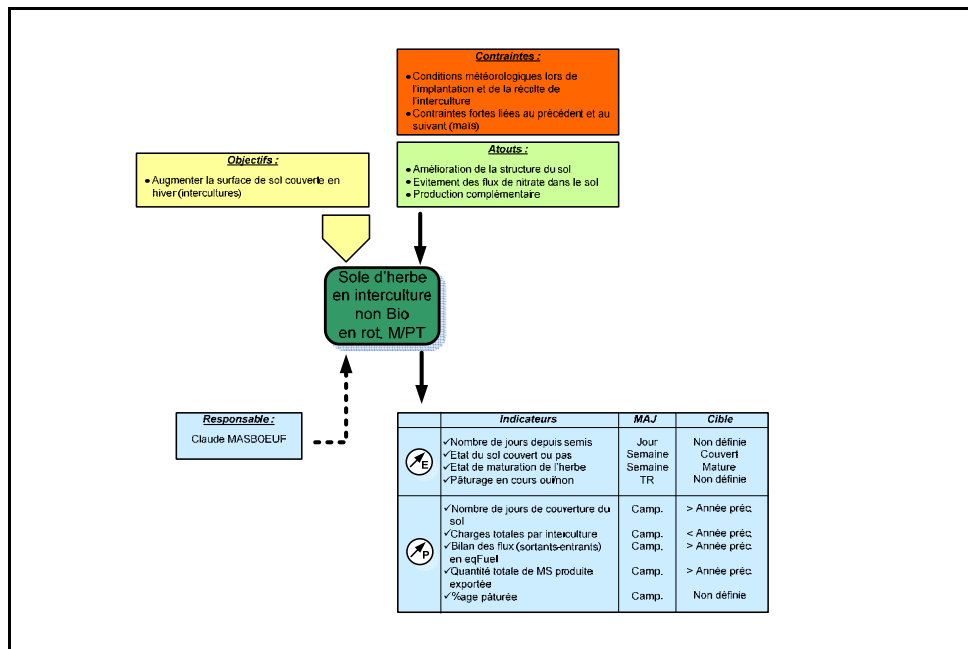 Contraintes :
• Conditions météorologiques lors de
l'implantation et de la récolte de
l'interculture
• Contraintes fortes liées au précédent et au
suivant (maïs)
Atouts :
• Amélioration de la structure du sol
• Evitement des flux de nitrate dans le sol
• Production complémentaire
Objectifs :
• Augmenter la surface de sol couverte en
hiver (intercultures)
Sole d'herbe
en interculture
non Bio
en rot. M/PT
Responsable :
Claude MASBOEUF
Indicateurs MAJ Cible
E
✓Nombre de jours depuis semis Jour Non définie
✓Etat du sol couvert ou pas Semaine Couvert
✓Etat de maturation de l'herbe Semaine Mature
✓Pâturage en cours oui/non TR Non définie
P
✓Nombre de jours de couverture du Camp. > Année préc.
sol
✓Charges totales par interculture Camp. < Année préc.
✓Bilan des flux (sortants-entrants) Camp. > Année préc.
en eqFuel
✓Quantité totale de MS produite Camp. > Année préc.
exportée
✓%age pâturée Camp. Non définie